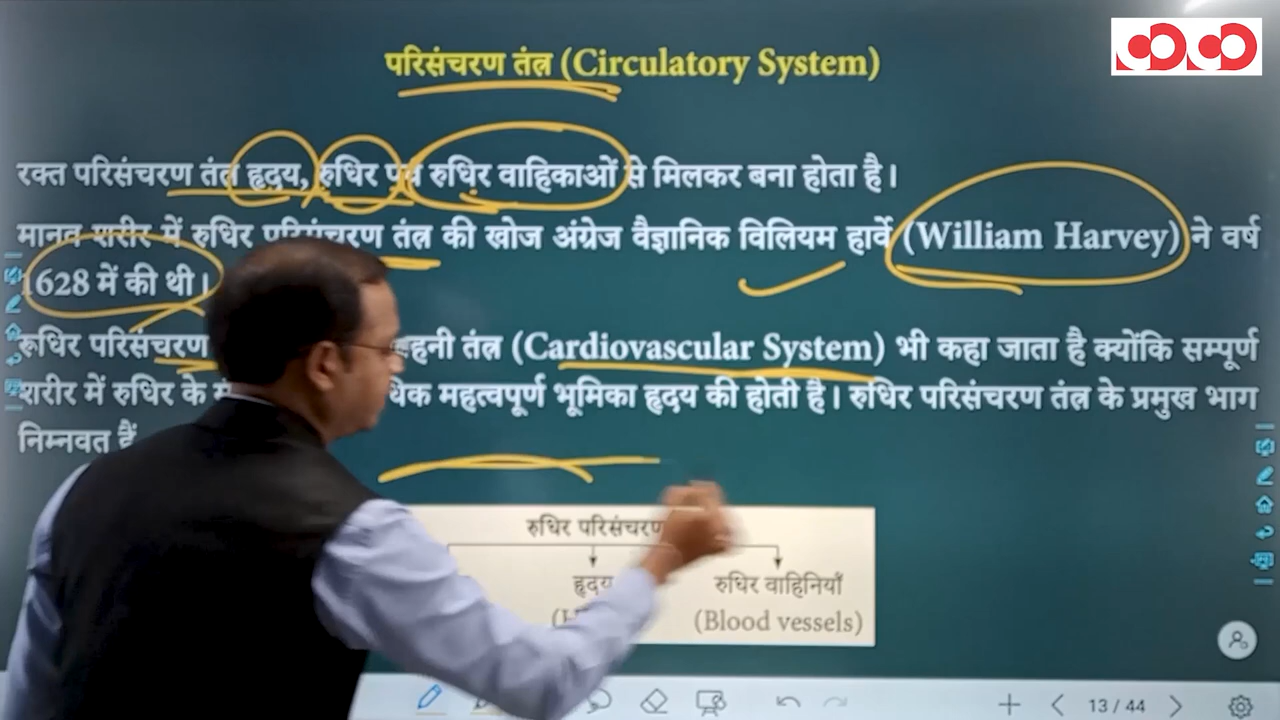 परिसंचरण तंत्र (Circulatory System)
रक्त परिसंचरण तंत्र हृदय, रुधिर एवं रुधिर वाहिकाओं से मिलकर बना होता है।
मानव शरीर में रुधिर परिसंचरण तंत्र की खोज अंग्रेज वैज्ञानिक विलियम हार्वे (William Harvey) ने वर्ष
1628 में की थी।
रुधिर परिसंचरण तंत्र (Cardiovascular System) भी कहा जाता है क्योंकि सम्पूर्ण
शरीर में रुधिर के महत्वपूर्ण भूमिका हृदय की होती है। रुधिर परिसंचरण तंत्र के प्रमुख भाग
निम्नवत हैं
रुधिर परिसंचरण
हृदय रुधिर वाहिनियाँ
(Blood vessels)
13 / 44